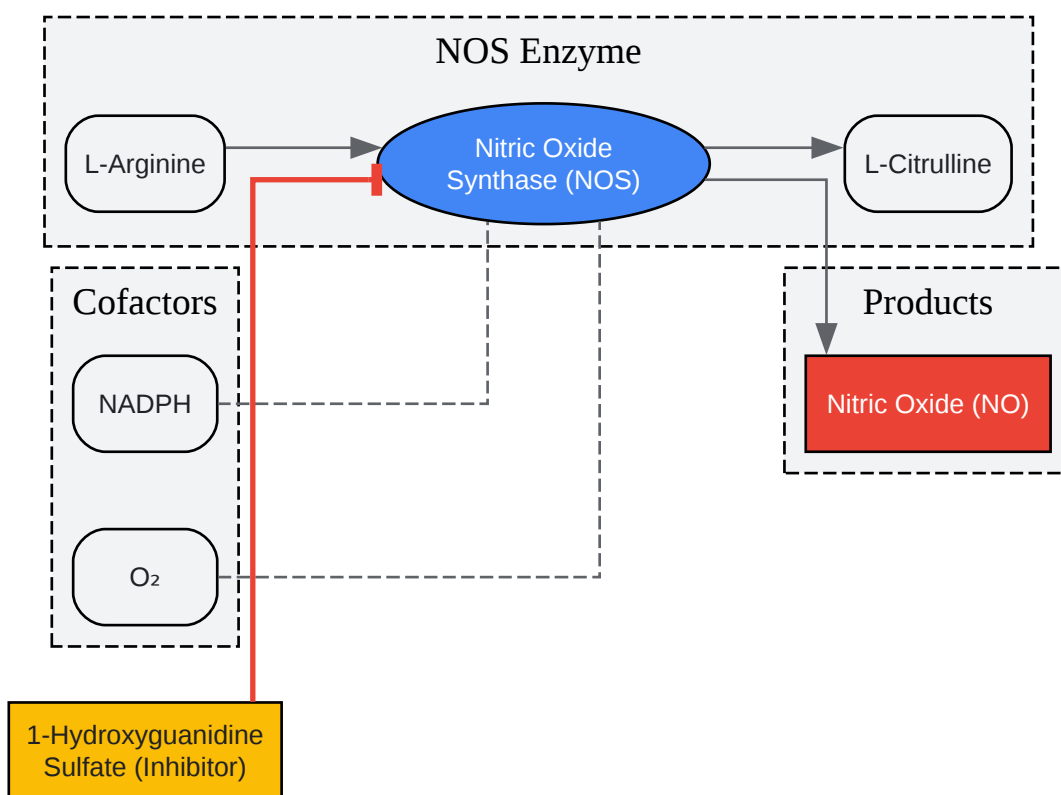 NOS Enzyme
L-Arginine
Nitric Oxide
Synthase (NOS)
L-Citrulline
Cofactors
Products
NADPH
Nitric Oxide (NO)
O₂
1-Hydroxyguanidine
Sulfate (Inhibitor)